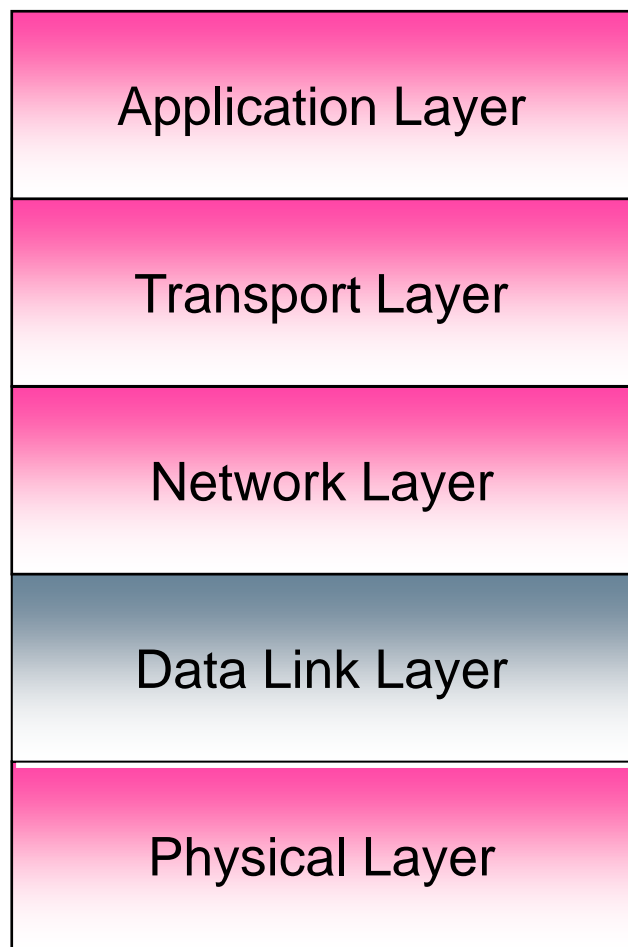 Application Layer
Transport Layer
Network Layer
Data Link Layer
Physical Layer